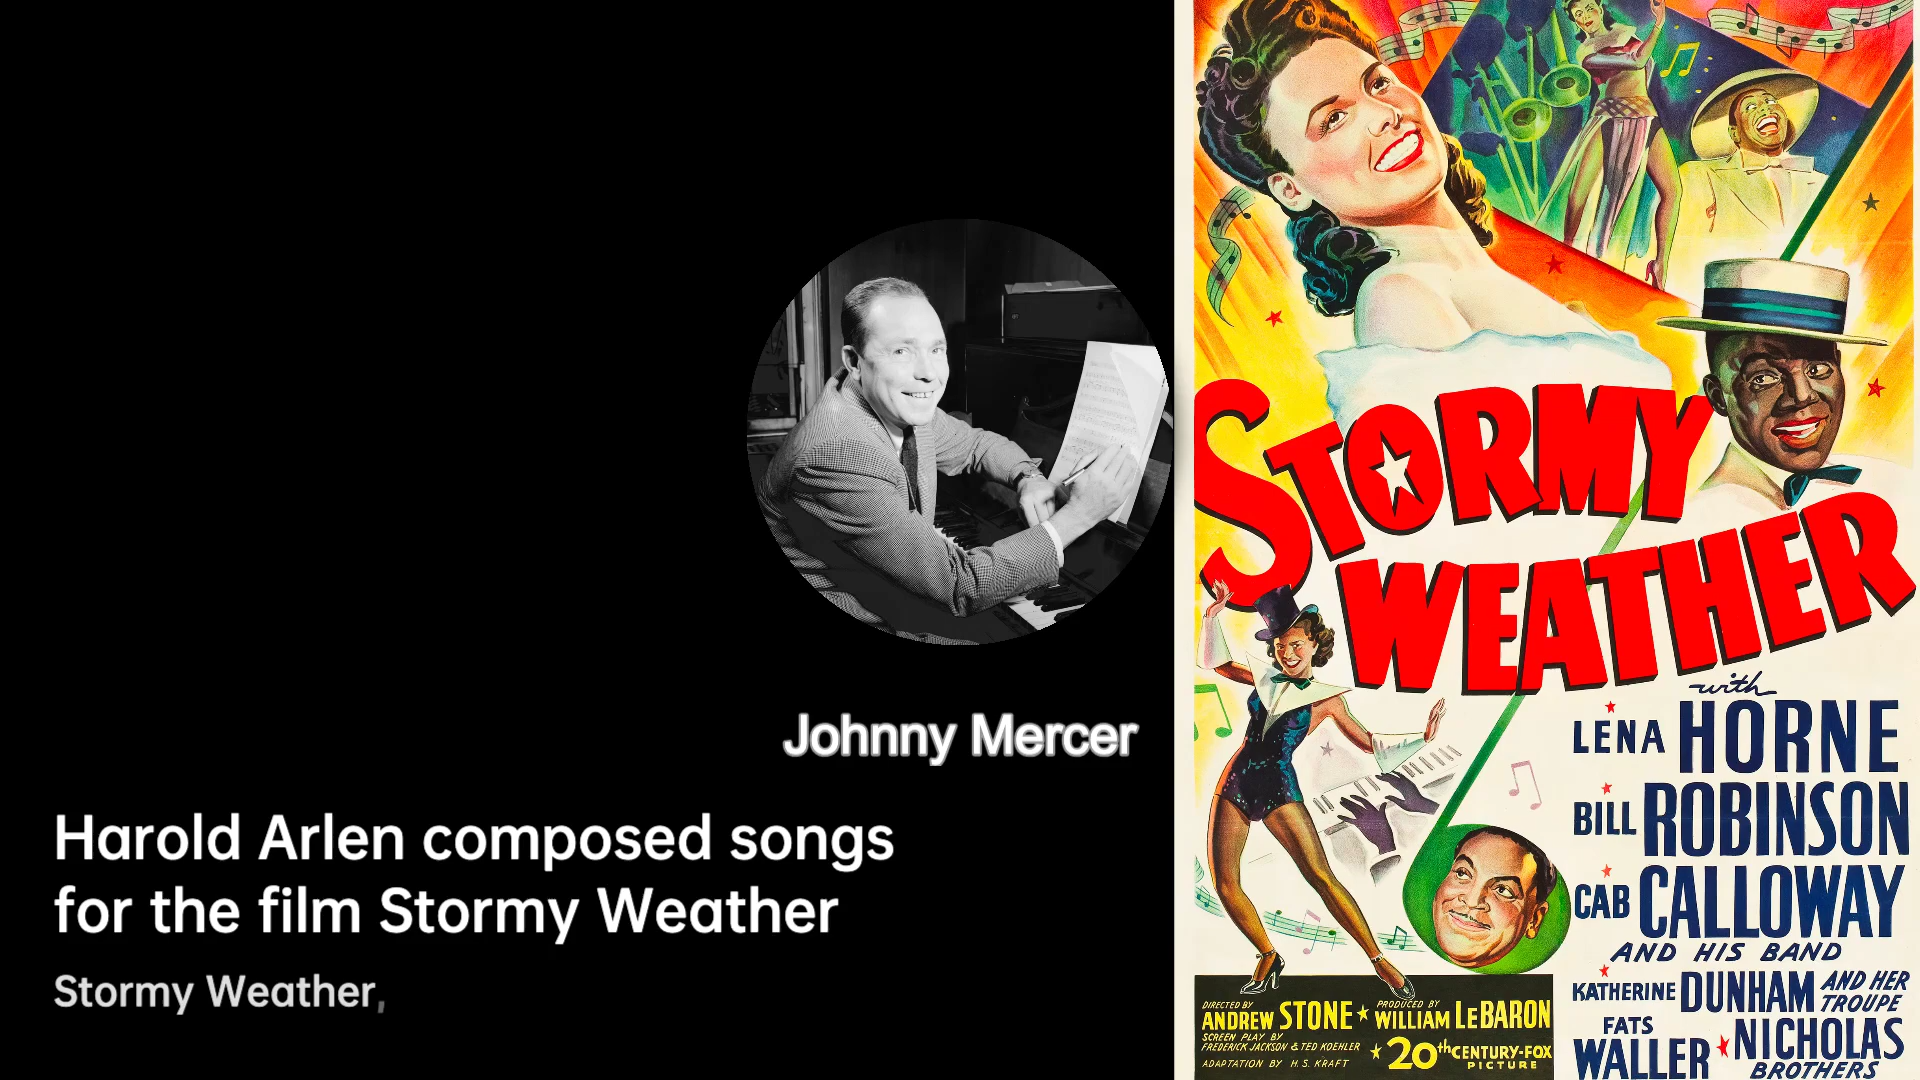 Johnny Mercer
Harold Arlen composed songs
for the film Stormy Weather
Stormy Weather,
STORMY
WEATHER
with
LENA HORNE
BILL ROBINSON
CAB CALLOWAY
AND HIS BAND
KATHERINE DUNHAM AND HER TROUPE
FATS WALLER ★ NICHOLAS BROTHERS
DIRECTED BY ANDREW STONE ★ PRODUCED BY WILLIAM LEBARON
SCREEN PLAY BY
FREDERICK JACKSON & TED KOEHLER
ADAPTATION BY H. S. KRAFT
★ 20th CENTURY-FOX PICTURE